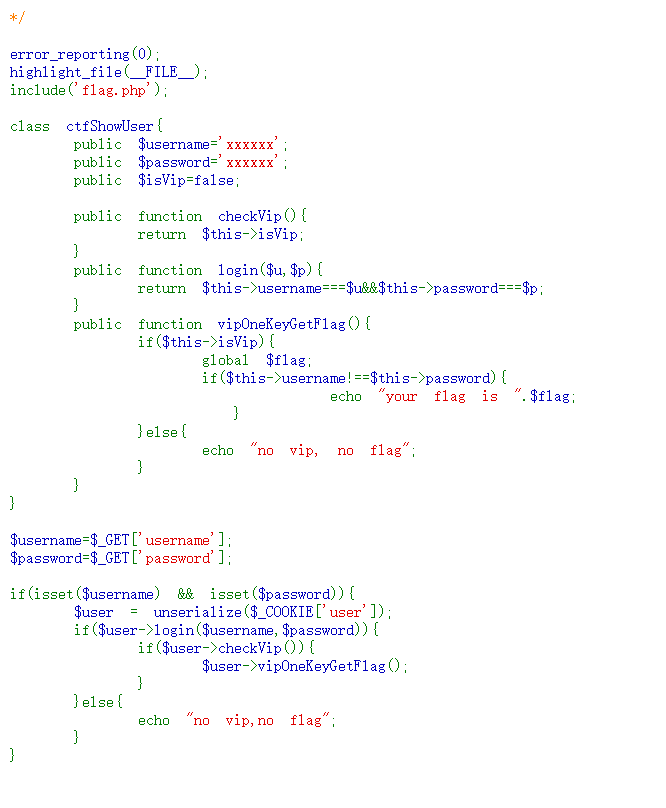 */
error_reporting(0);
highlight_file(__FILE__);
include('flag.php');
class ctfShowUser{
public $username='xxxxxx';
public $password='xxxxxx';
public $isVip=false;
public function checkVip(){
return $this->isVip;
}
public function login($u,$p){
return $this->username===$u&&$this->password===$p;
}
public function vipOneKeyGetFlag(){
if($this->isVip){
global $flag;
if($this->username!==$this->password){
echo "your flag is ".$flag;
}
}else{
echo "no vip, no flag";
}
}
}
$username=$_GET['username'];
$password=$_GET['password'];
if(isset($username) && isset($password)){
$user = unserialize($_COOKIE['user']);
if($user->login($username,$password)){
if($user->checkVip()){
$user->vipOneKeyGetFlag();
}
}else{
echo "no vip,no flag";
}
}